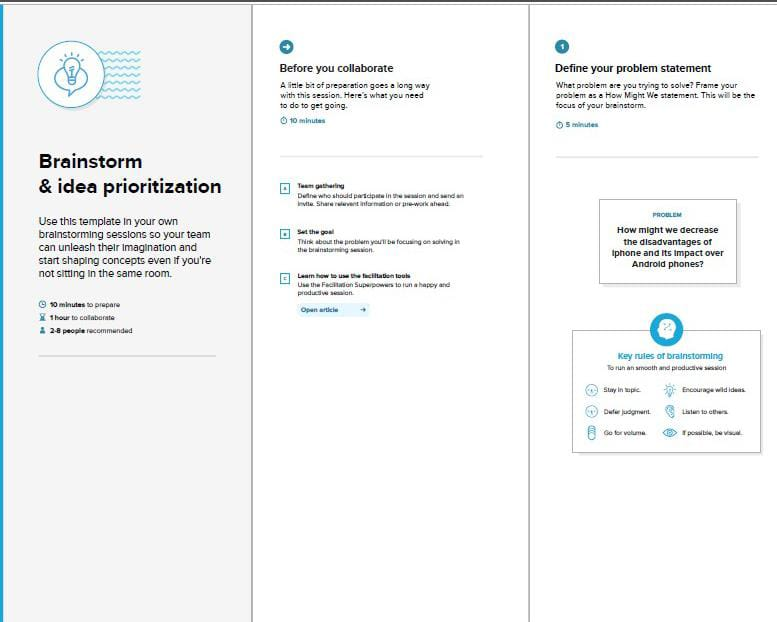 Brainstorm
& idea prioritization
Use this template in your own
brainstorming sessions so your team
can unleash their imagination and
start shaping concepts even if you're
not sitting in the same room.
10 minutes to prepare
1 hour to collaborate
2-8 people recommended
Before you collaborate
A little bit of preparation goes a long way
with this session. Here's what you need
to do to get going.
10 minutes
A
Team gathering
Define who should participate in the session and send an
invite. Share relevant information or pre-work ahead.
B
Set the goal
Think about the problem you'll be focusing on solving in
the brainstorming session.
C
Learn how to use the facilitation tools
Use the Facilitation Superpowers to run a happy and
productive session.
Open article
1
Define your problem statement
What problem are you trying to solve? Frame your
problem as a How Might We statement. This will be the
focus of your brainstorm.
5 minutes
PROBLEM
How might we decrease
the disadvantages of
iphone and its impact over
Android phones?
Key rules of brainstorming
To run an smooth and productive session
Stay in topic.
Encourage wild ideas.
Defer judgment.
Listen to others.
Go for volume.
If possible, be visual.